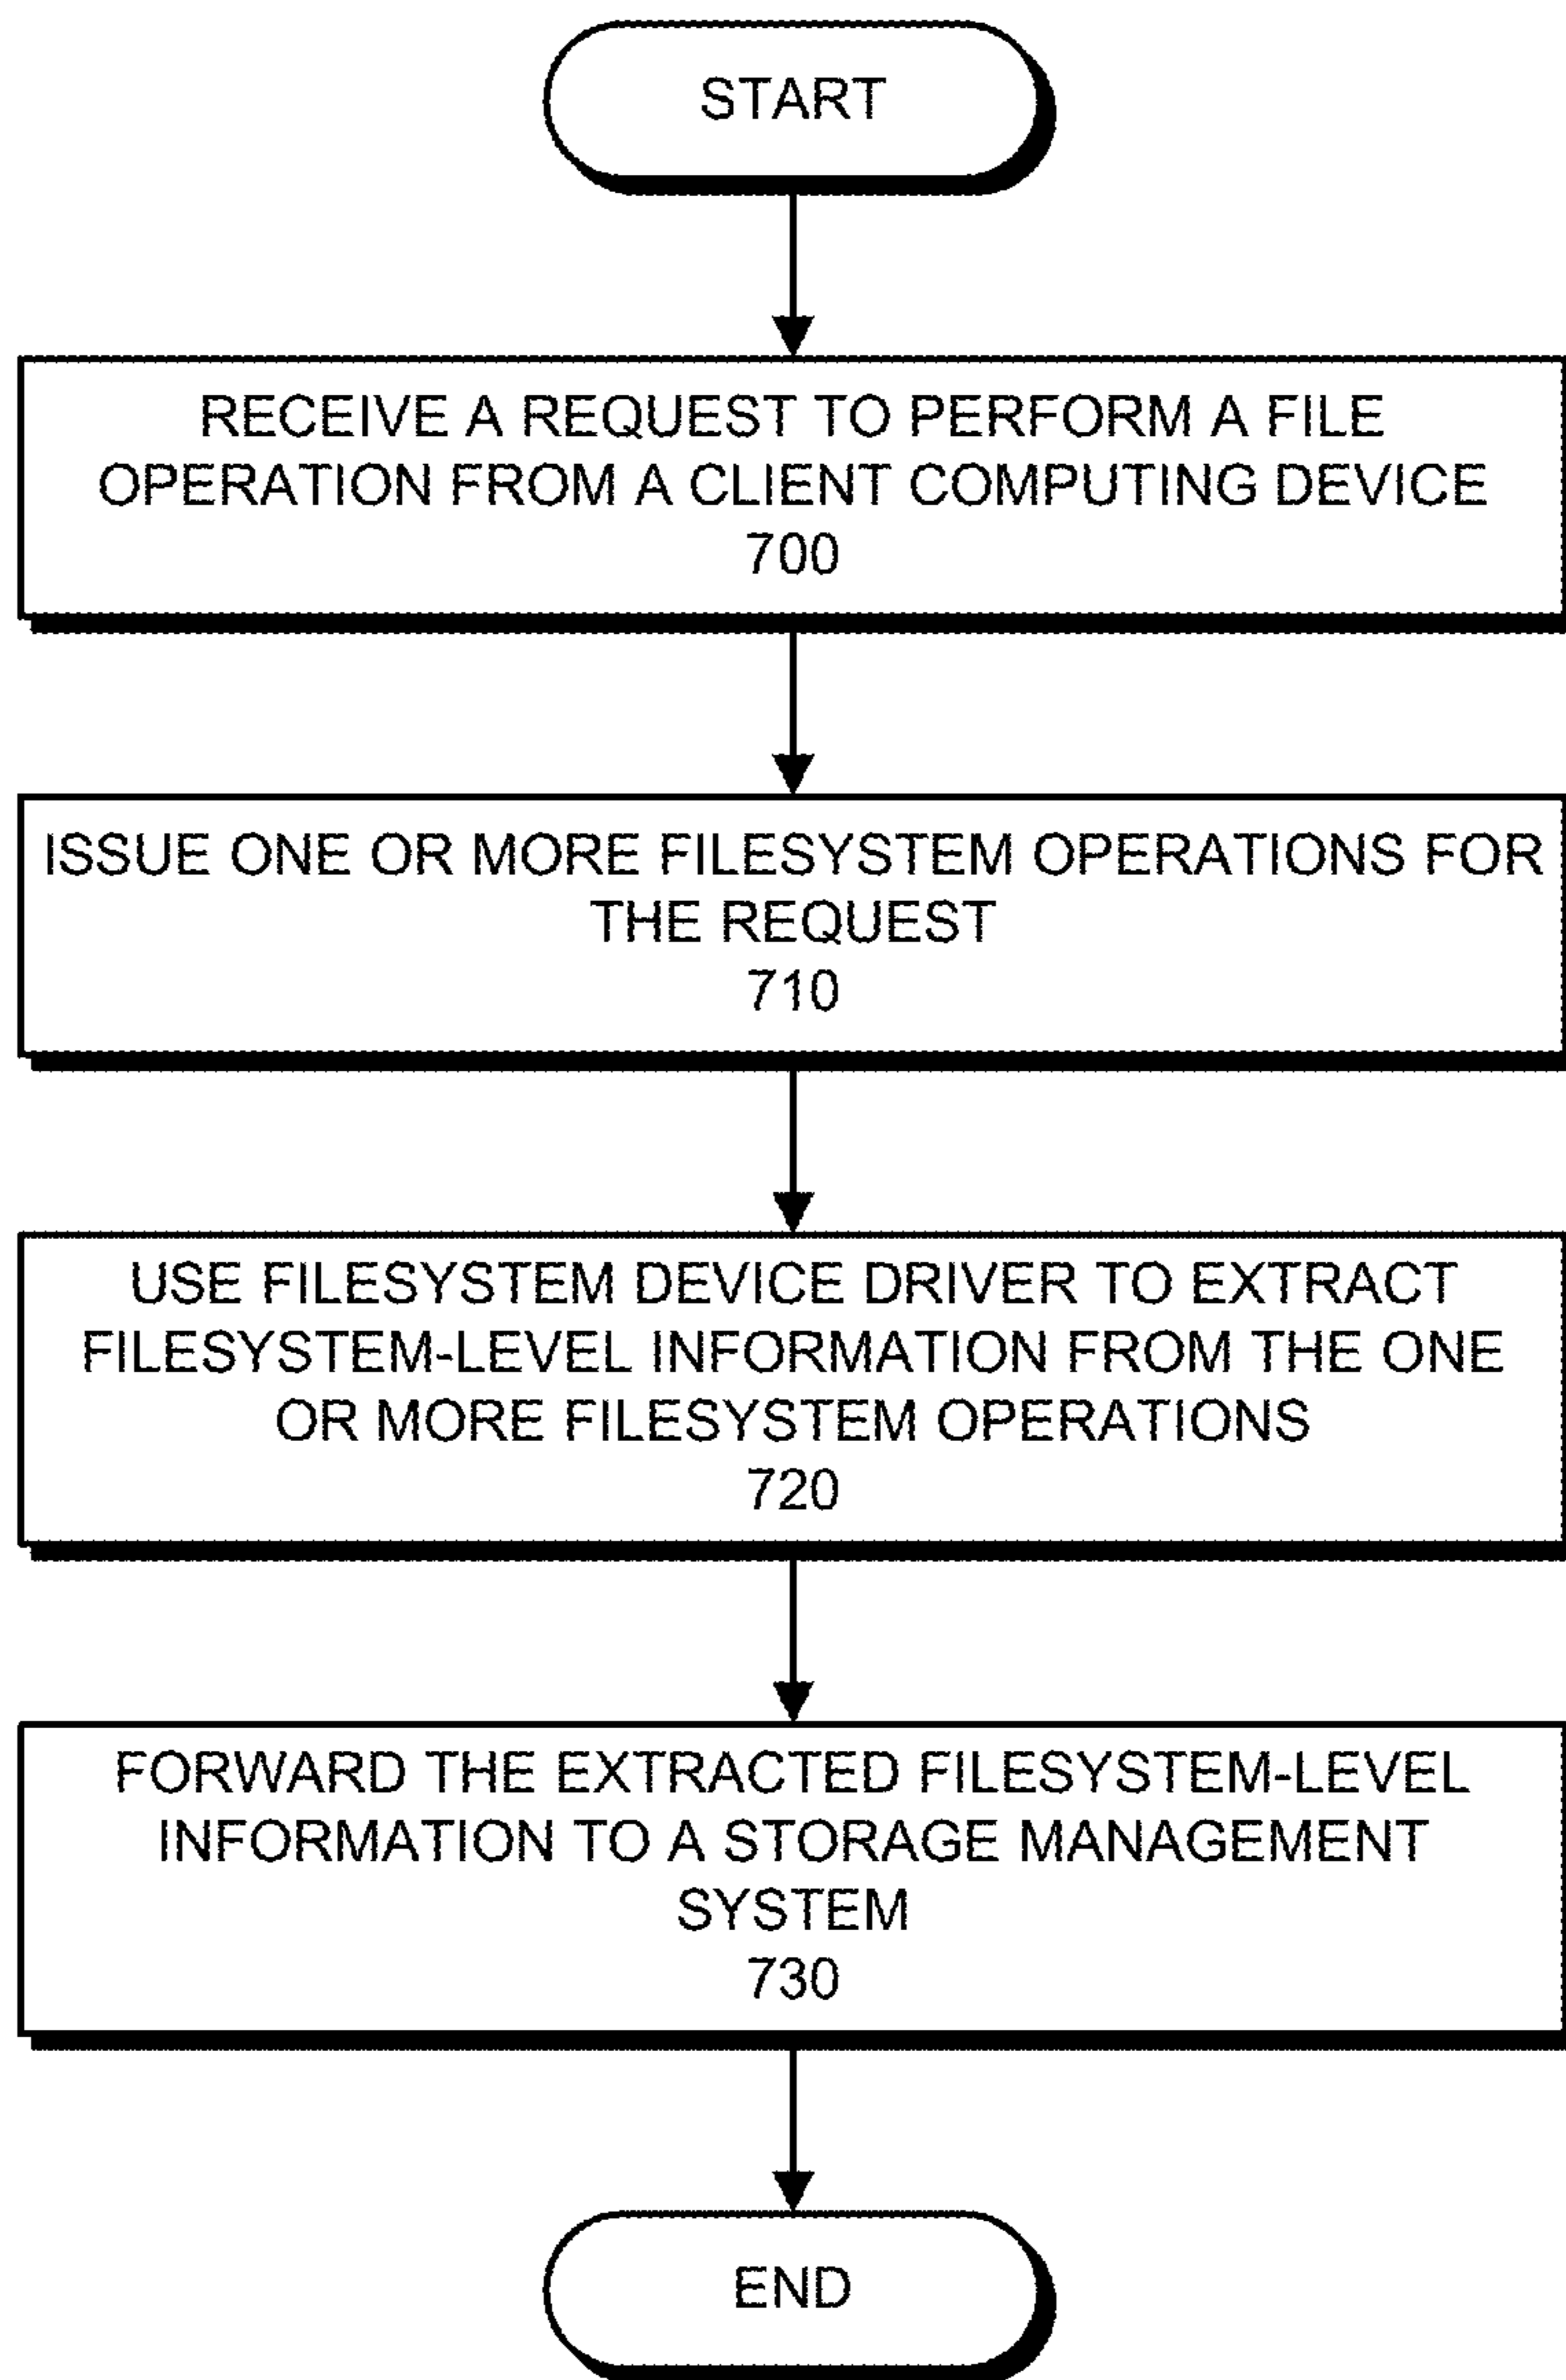 START
RECEIVE A REQUEST TO PERFORM A FILE
OPERATION FROM A CLIENT COMPUTING DEVICE
700
ISSUE ONE OR MORE FILESYSTEM OPERATIONS FOR
THE REQUEST
710
USE FILESYSTEM DEVICE DRIVER TO EXTRACT
FILESYSTEM-LEVEL INFORMATION FROM THE ONE
OR MORE FILESYSTEM OPERATIONS
720
FORWARD THE EXTRACTED FILESYSTEM-LEVEL
INFORMATION TO A STORAGE MANAGEMENT
SYSTEM
730
END